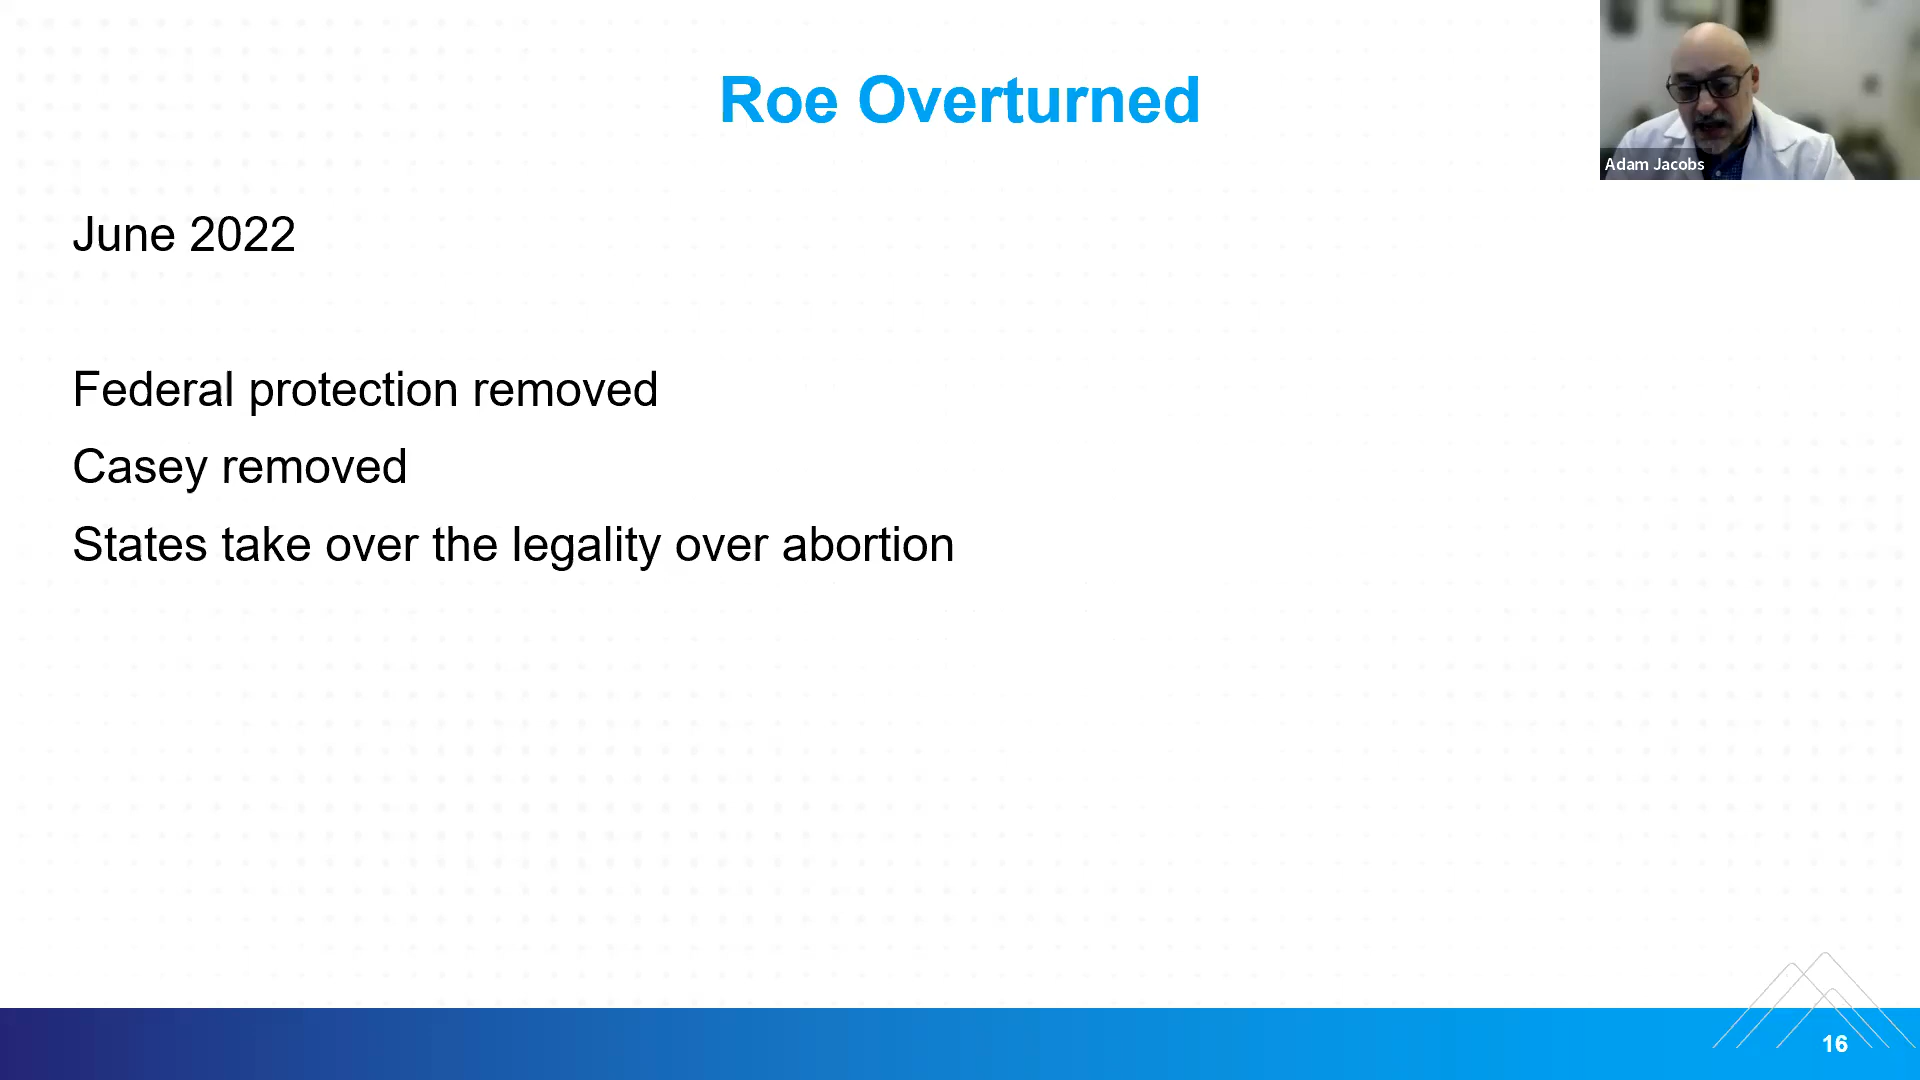 Roe Overturned
Adam Jacobs
June 2022
Federal protection removed
Casey removed
States take over the legality over abortion
16